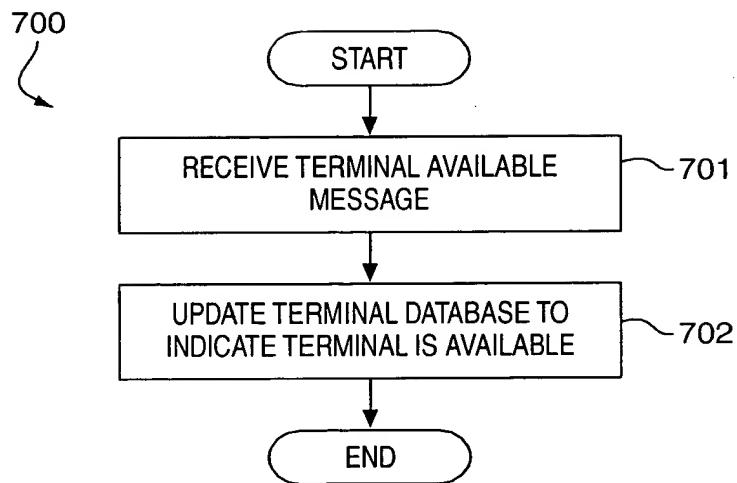 700
START
RECEIVE TERMINAL AVAILABLE
MESSAGE
701
UPDATE TERMINAL DATABASE TO
INDICATE TERMINAL IS AVAILABLE
702
END